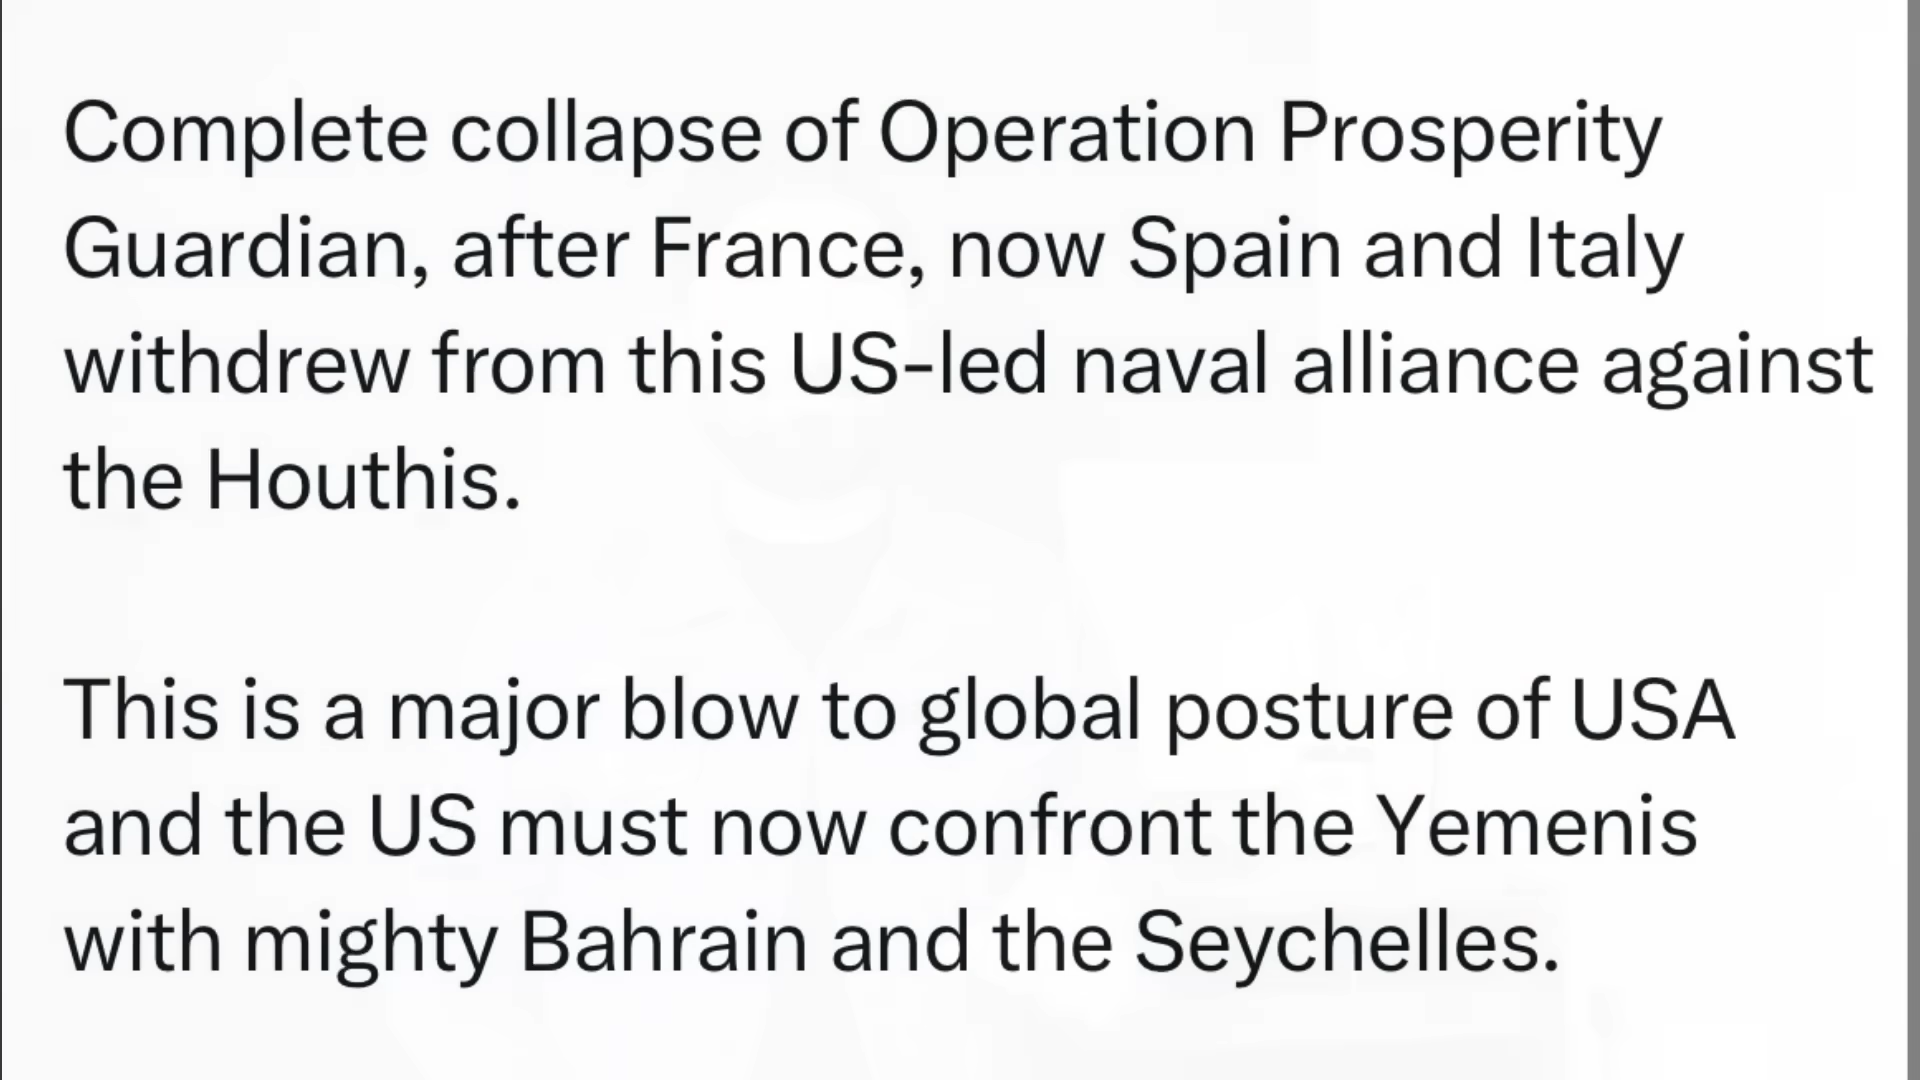 Complete collapse of Operation Prosperity
Guardian, after France, now Spain and Italy
withdrew from this US-led naval alliance against
the Houthis.
This is a major blow to global posture of USA
and the US must now confront the Yemenis
with mighty Bahrain and the Seychelles.